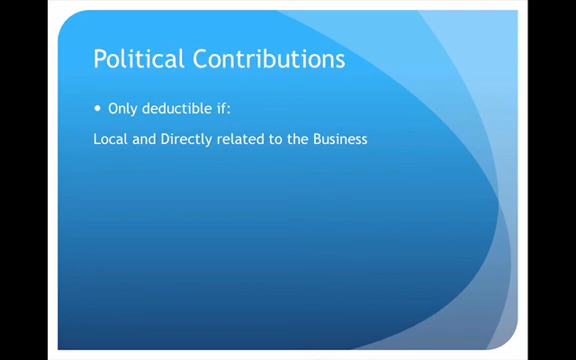 Political Contributions
• Only deductible if:
Local and Directly related to the Business